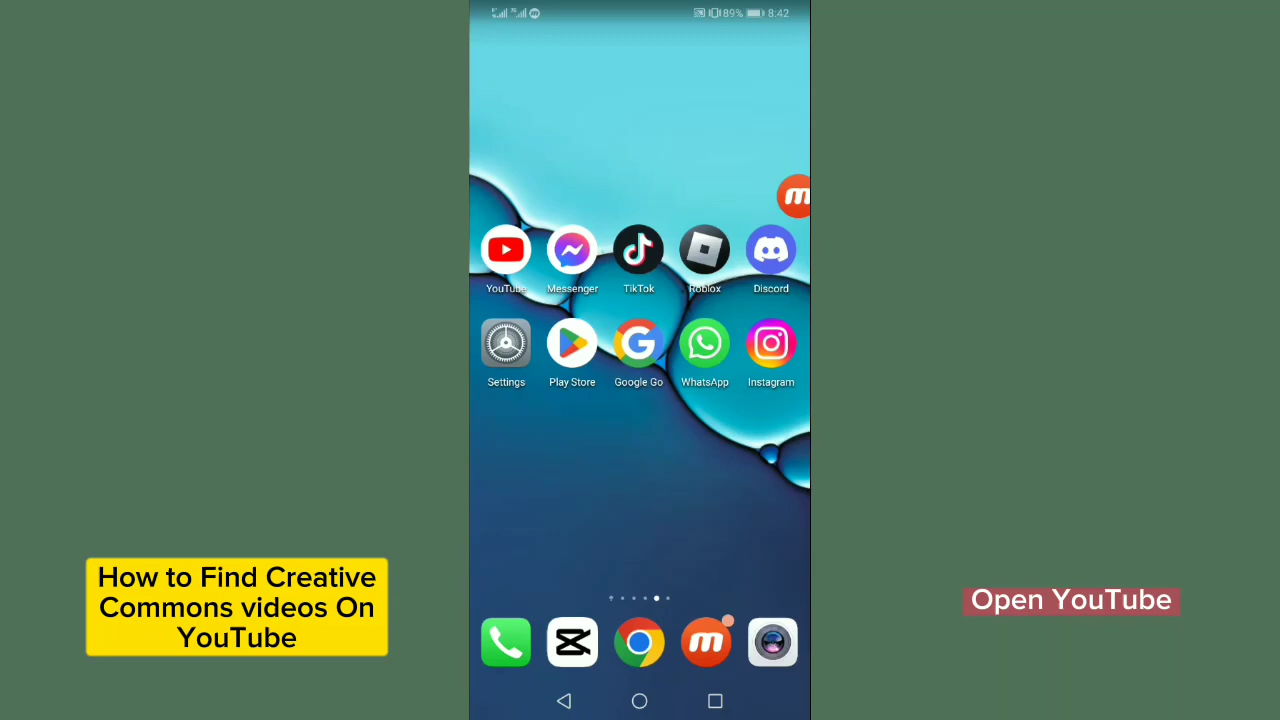 89% 8:42
YouTube Messenger TikTok Roblox Discord
Settings Play Store Google Go WhatsApp Instagram
How to Find Creative
Commons videos On
YouTube
Open YouTube